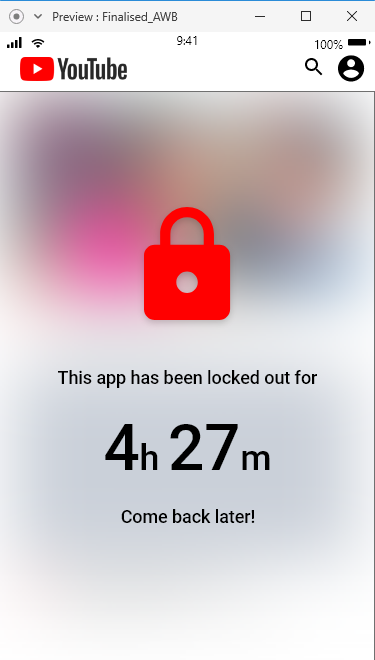 Preview : Finalised_AWB
9:41
100%
YouTube
This app has been locked out for
4h 27m
Come back later!